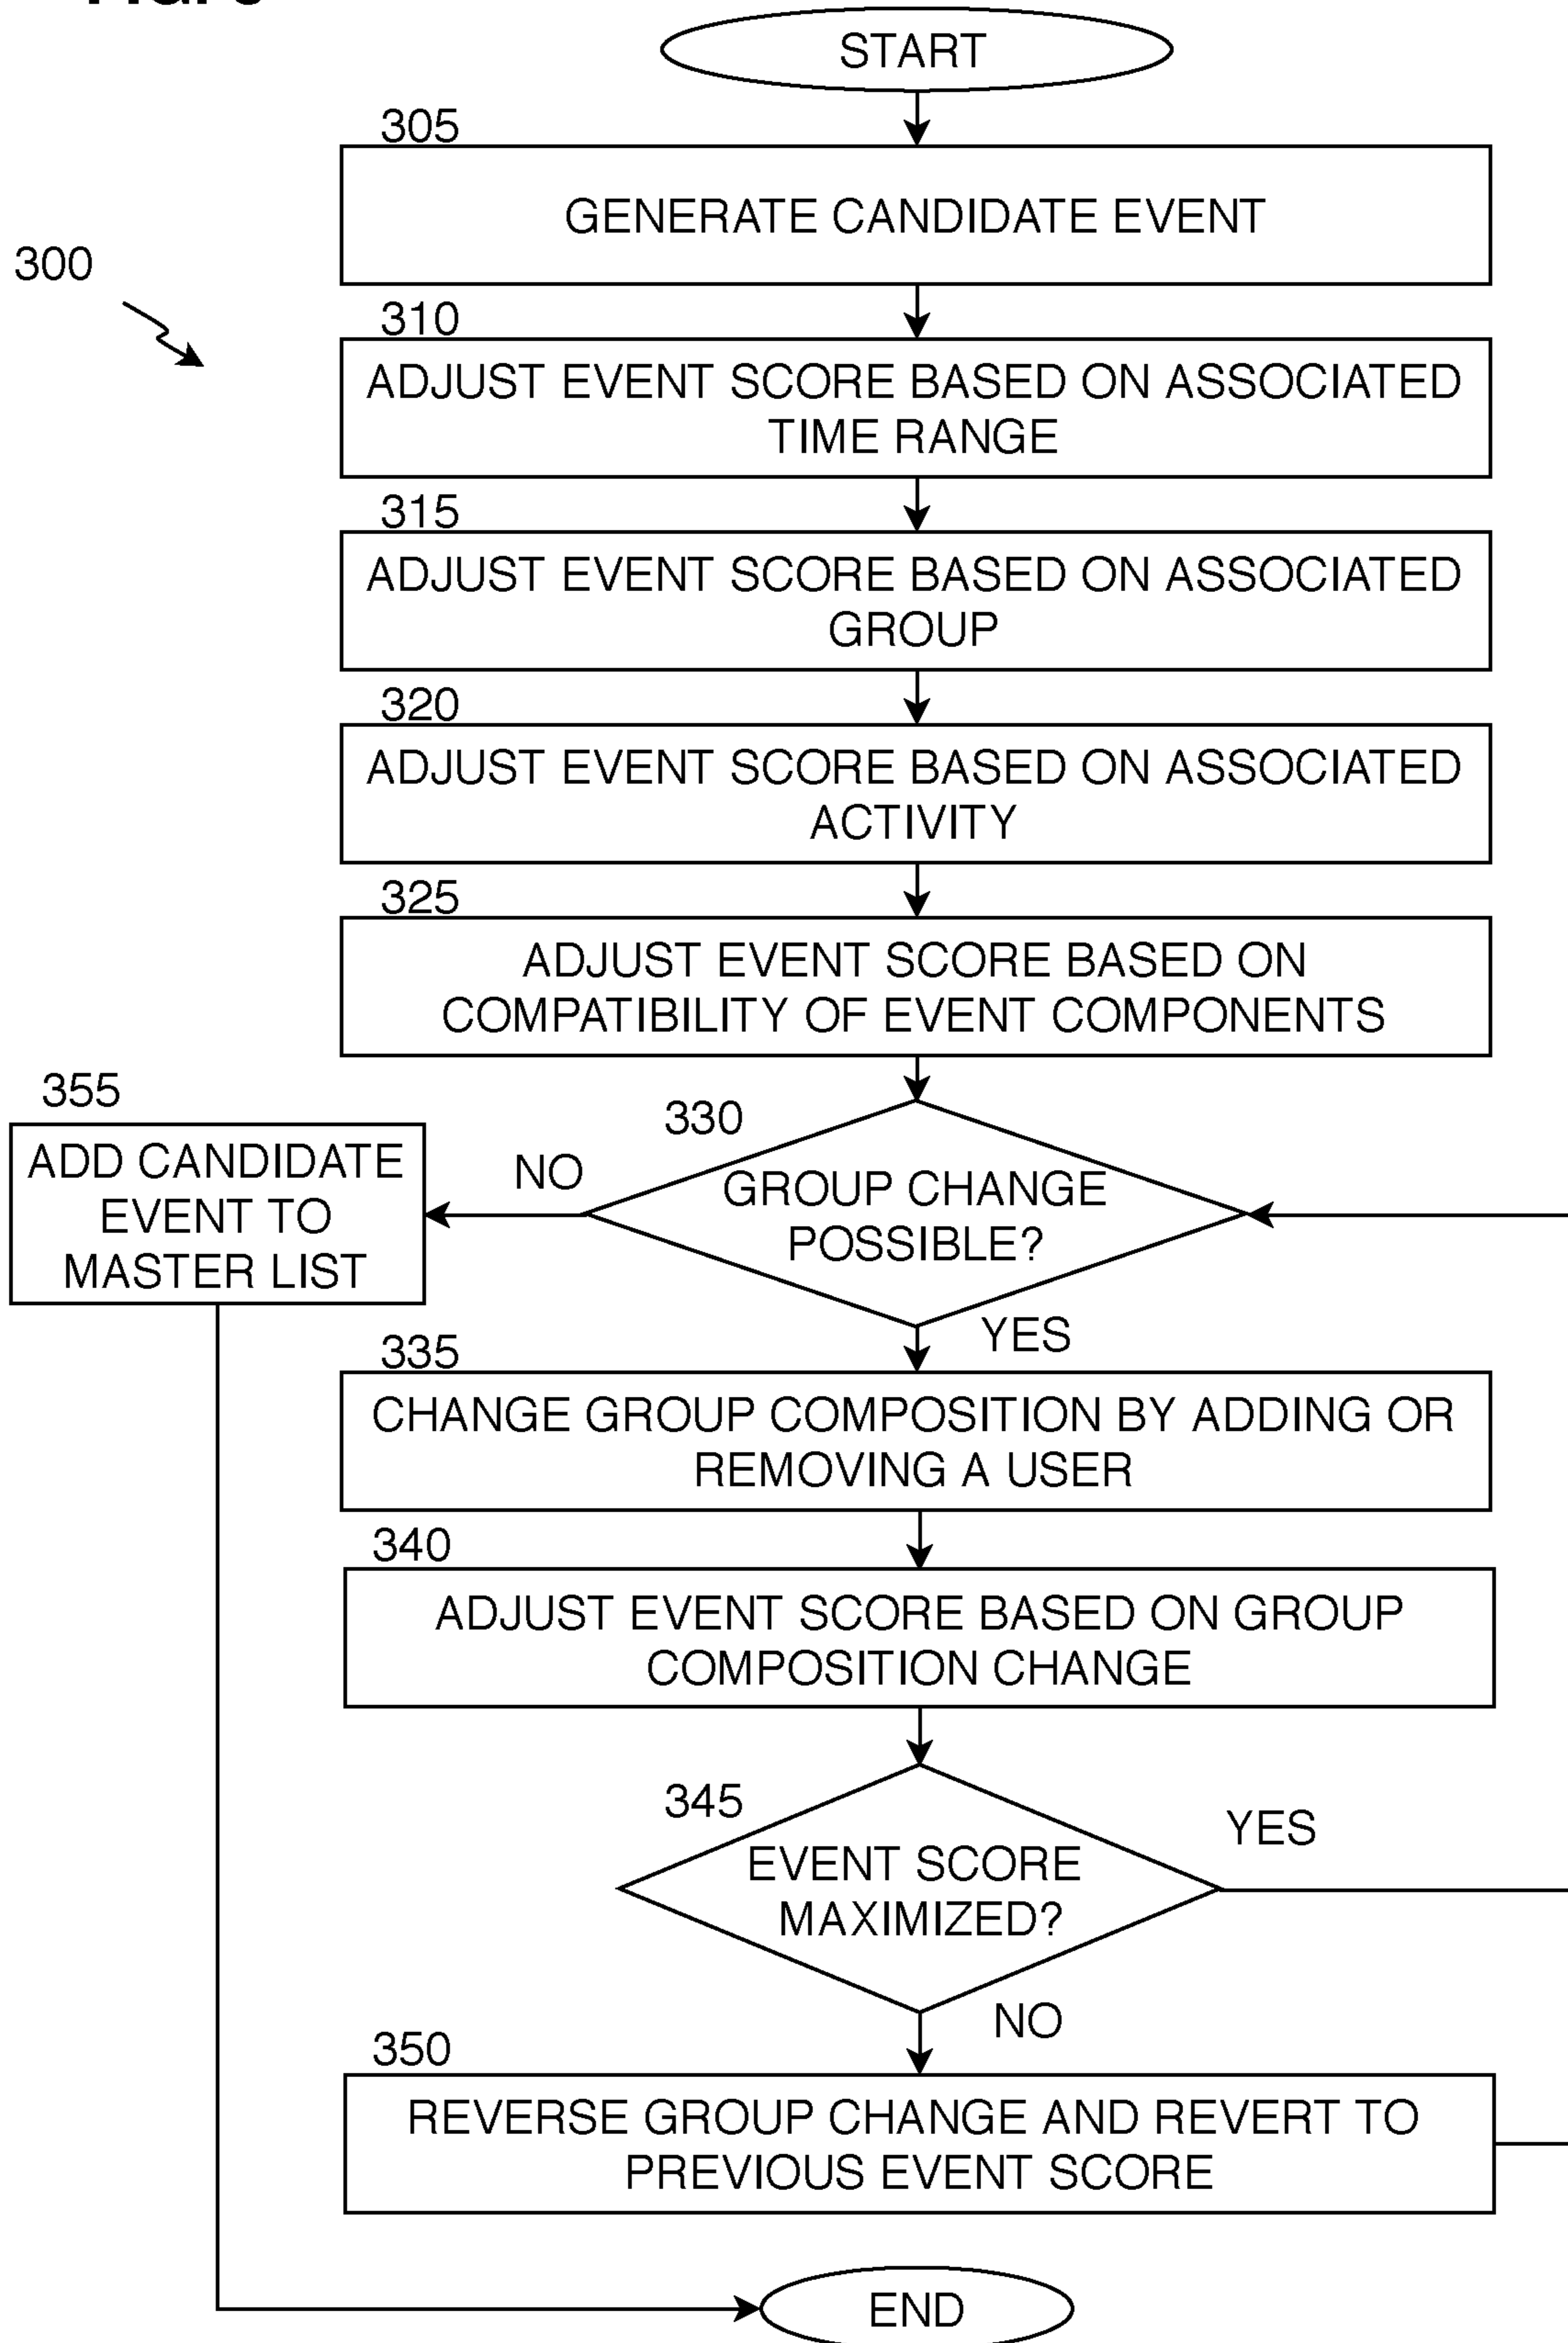 START
305
GENERATE CANDIDATE EVENT
300
310
ADJUST EVENT SCORE BASED ON ASSOCIATED
TIME RANGE
315
ADJUST EVENT SCORE BASED ON ASSOCIATED
GROUP
320
ADJUST EVENT SCORE BASED ON ASSOCIATED
ACTIVITY
325
ADJUST EVENT SCORE BASED ON
COMPATIBILITY OF EVENT COMPONENTS
355
ADD CANDIDATE
EVENT TO
MASTER LIST
NO
330
GROUP CHANGE
POSSIBLE?
YES
335
CHANGE GROUP COMPOSITION BY ADDING OR
REMOVING A USER
340
ADJUST EVENT SCORE BASED ON GROUP
COMPOSITION CHANGE
345
EVENT SCORE
MAXIMIZED?
YES
NO
350
REVERSE GROUP CHANGE AND REVERT TO
PREVIOUS EVENT SCORE
END